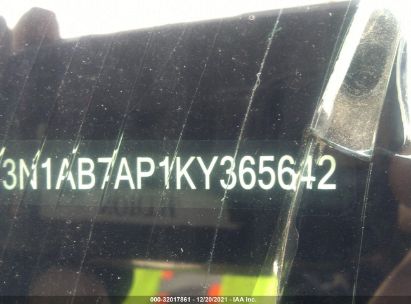 3N1AB7AP1KY365642
000-32017861 - 12/20/2021 - IAA Inc.